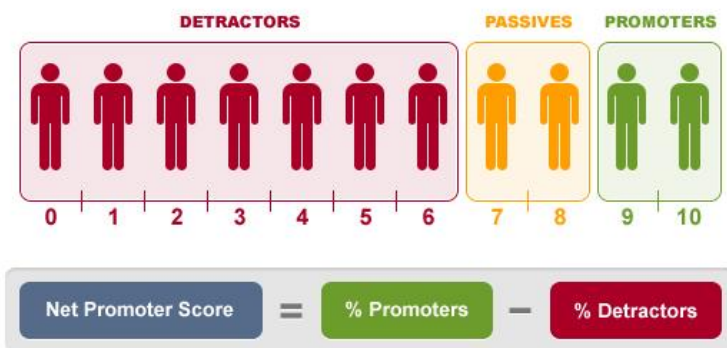 DETRACTORS PASSIVES PROMOTERS
0 1 2 3 4 5 6 7 8 9 10
Net Promoter Score = % Promoters − % Detractors